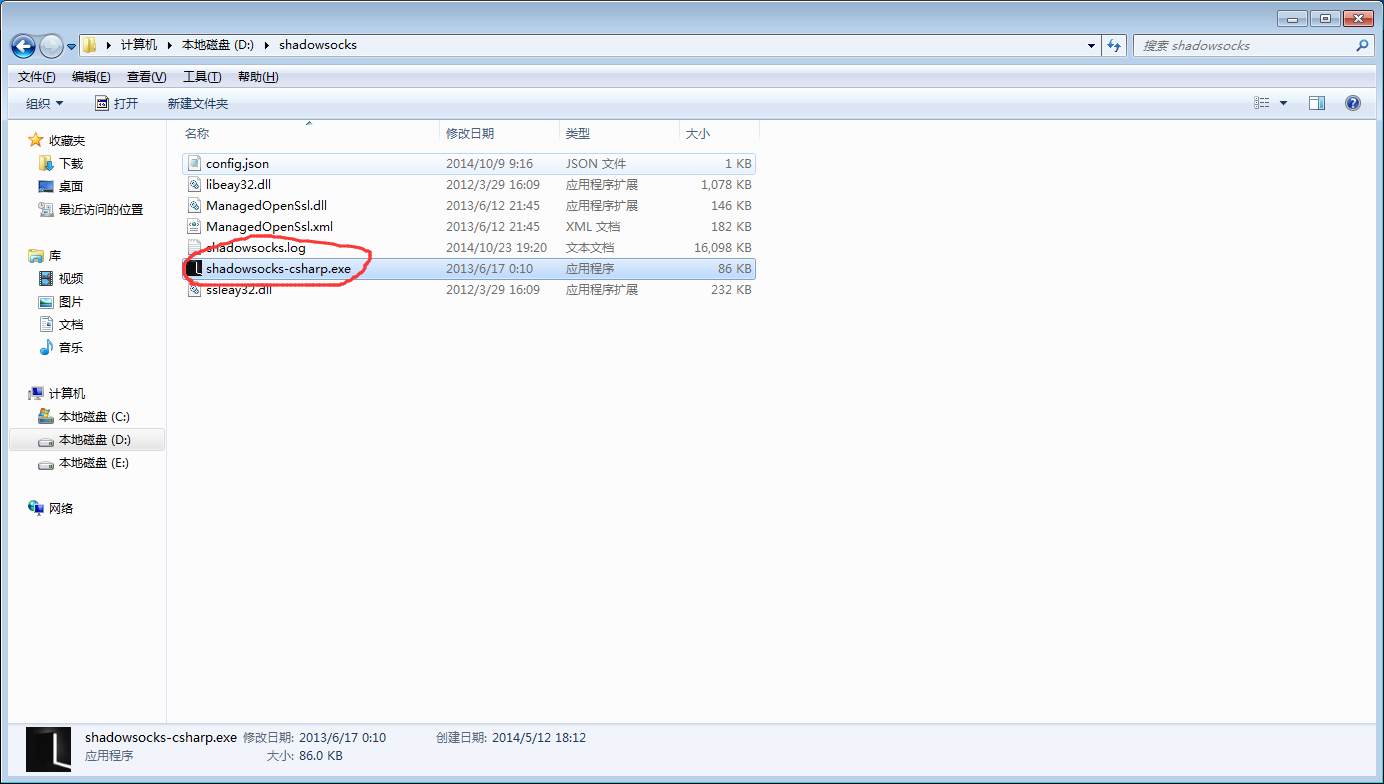 计算机 本地磁盘 (D:) shadowsocks 搜索 shadowsocks
文件(F) 编辑(E) 查看(V) 工具(T) 帮助(H)
组织 打开 新建文件夹
名称 修改日期 类型 大小
config.json 2014/10/9 9:16 JSON 文件 1 KB
libeay32.dll 2012/3/29 16:09 应用程序扩展 1,078 KB
ManagedOpenSsl.dll 2013/6/12 21:45 应用程序扩展 146 KB
ManagedOpenSsl.xml 2013/6/12 21:45 XML 文档 182 KB
shadowsocks.log 2014/10/23 19:20 文本文档 16,098 KB
shadowsocks-csharp.exe 2013/6/17 0:10 应用程序 86 KB
ssleay32.dll 2012/3/29 16:09 应用程序扩展 232 KB
收藏夹
下载
桌面
最近访问的位置
库
视频
图片
文档
音乐
计算机
本地磁盘 (C:)
本地磁盘 (D:)
本地磁盘 (E:)
网络
shadowsocks-csharp.exe 修改日期: 2013/6/17 0:10 创建日期: 2014/5/12 18:12
应用程序 大小: 86.0 KB